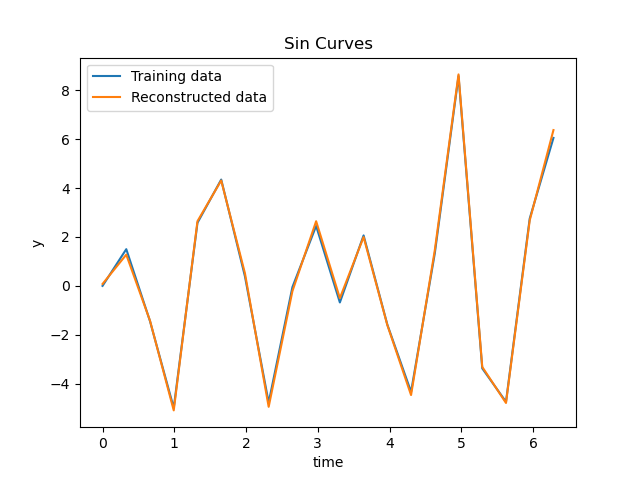 Sin Curves
Training data
Reconstructed data
8
6
4
2
0
−2
−4
y
0 1 2 3 4 5 6
time